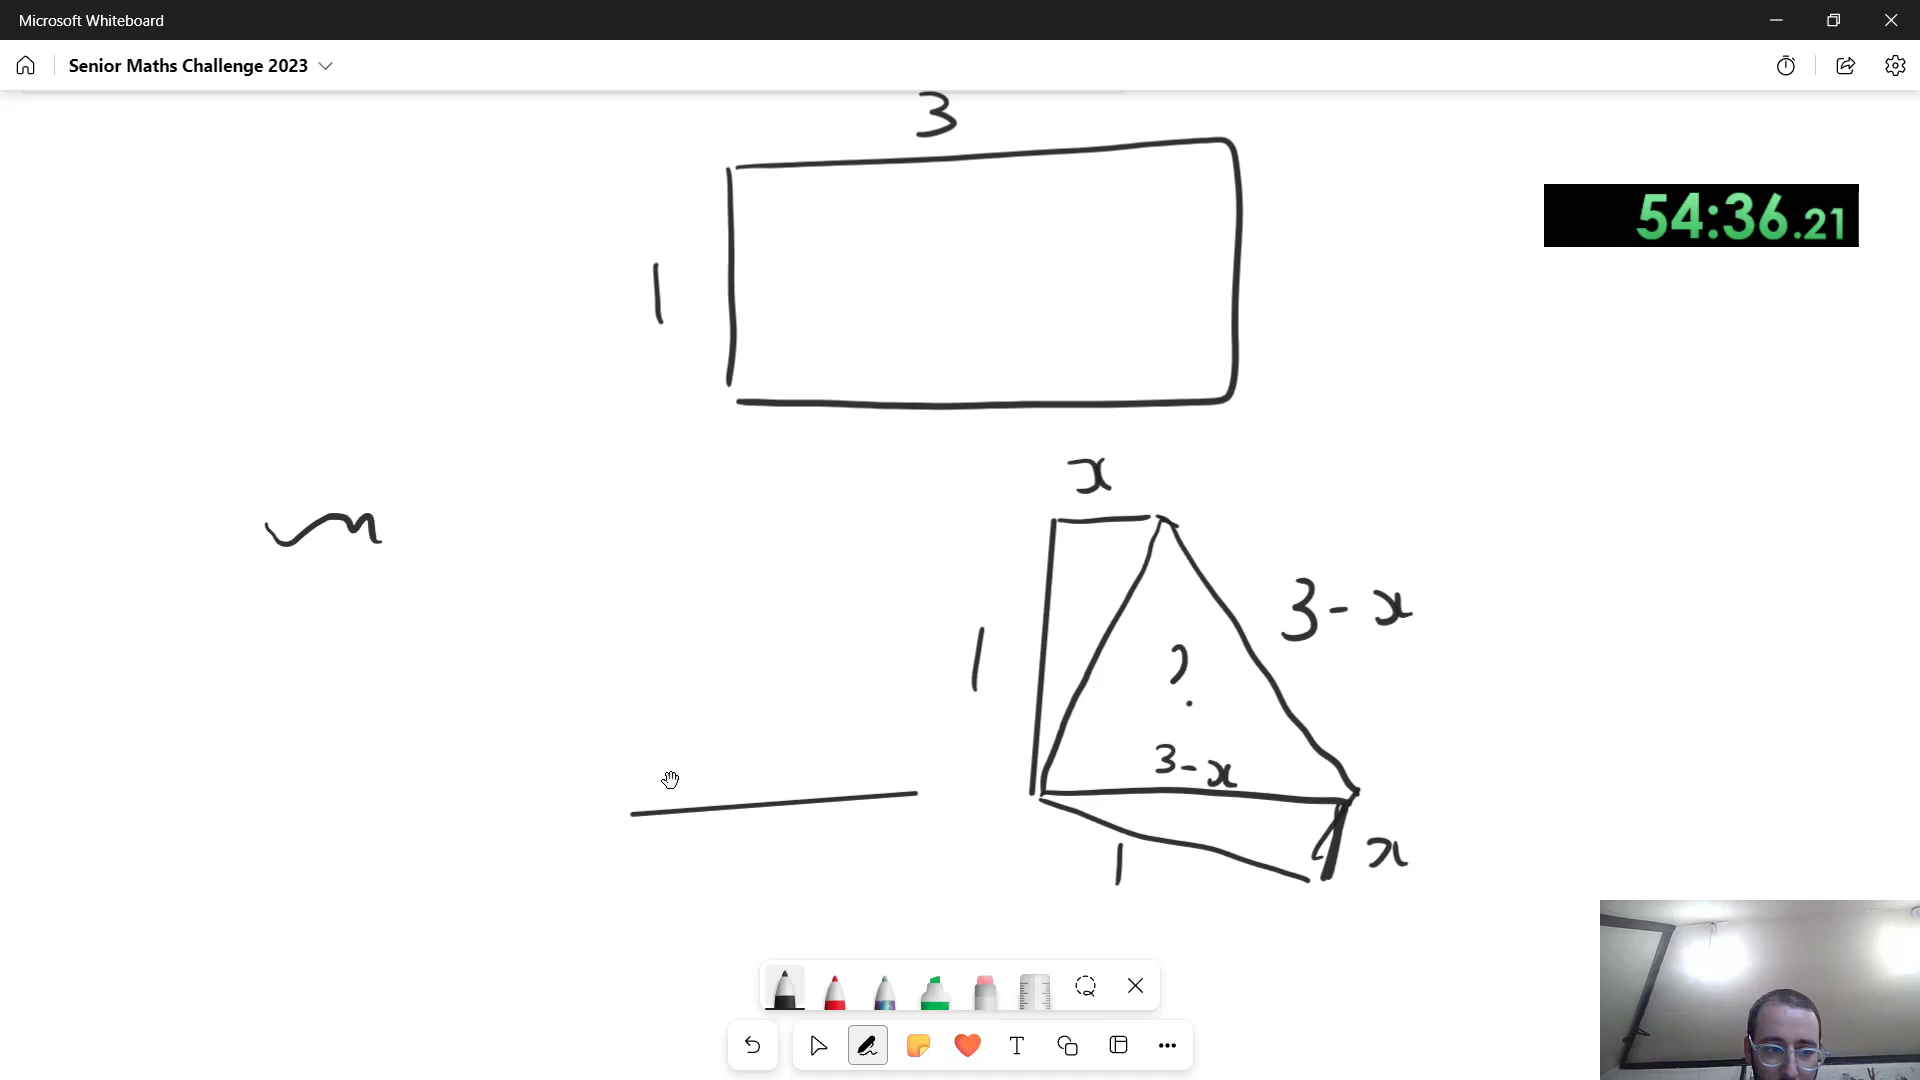 Microsoft Whiteboard
Senior Maths Challenge 2023
3
54:36.21
1
x
3 - x
1
?
3 - x
x
1
T